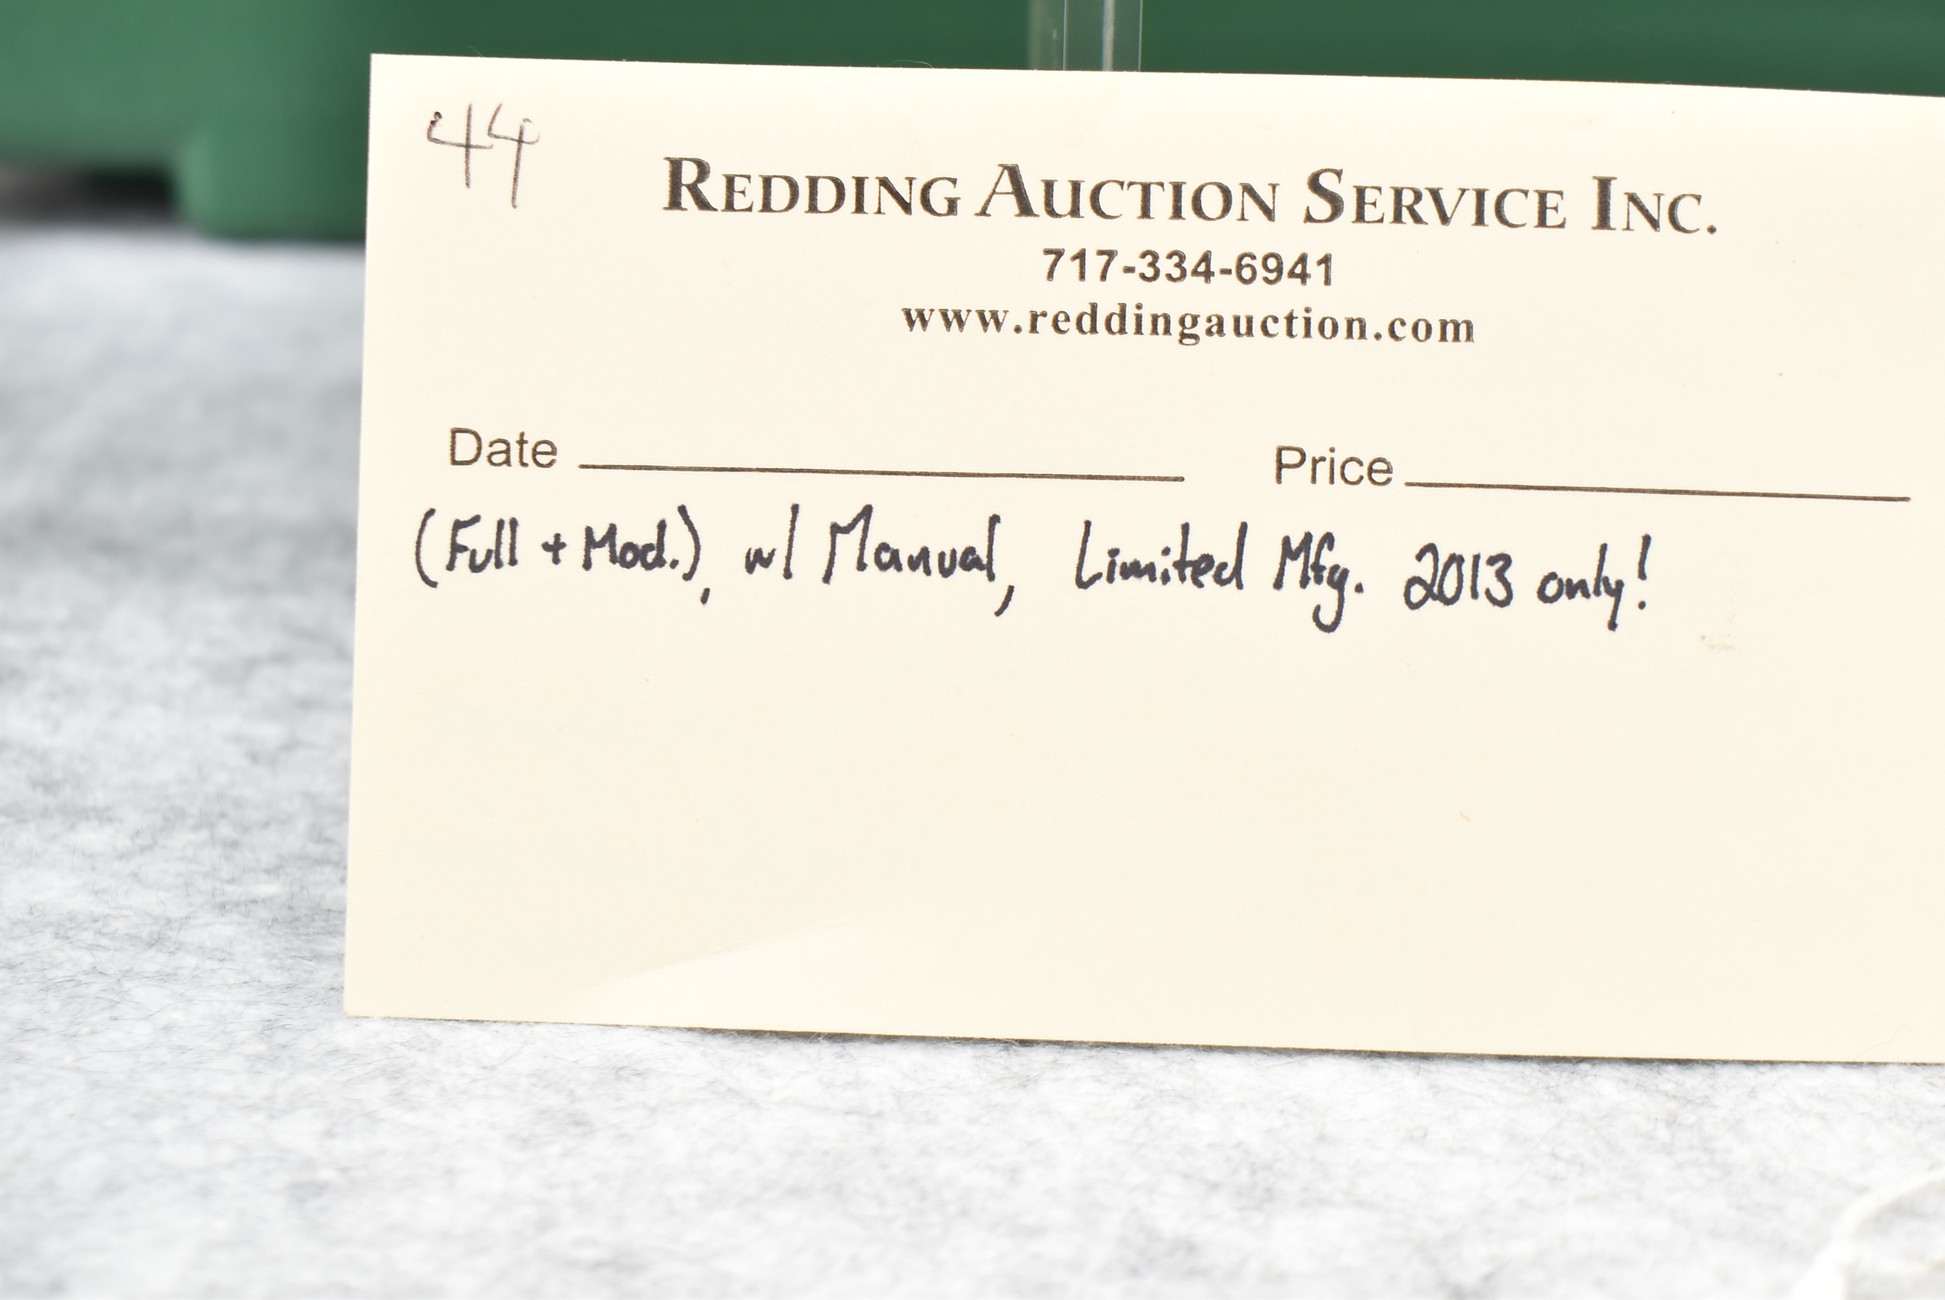 44
REDDING AUCTION SERVICE INC.
717-334-6941
www.reddingauction.com
Date Price
(Full + Mod.), w/ Manual, Limited Mfg. 2013 only!